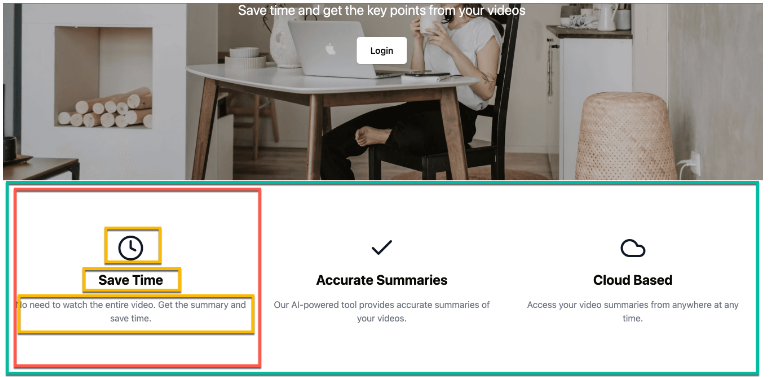 Save time and get the key points from your videos
Login
Save Time
No need to watch the entire video. Get the summary and
save time.
Accurate Summaries
Our AI-powered tool provides accurate summaries of
your videos.
Cloud Based
Access your video summaries from anywhere at any
time.